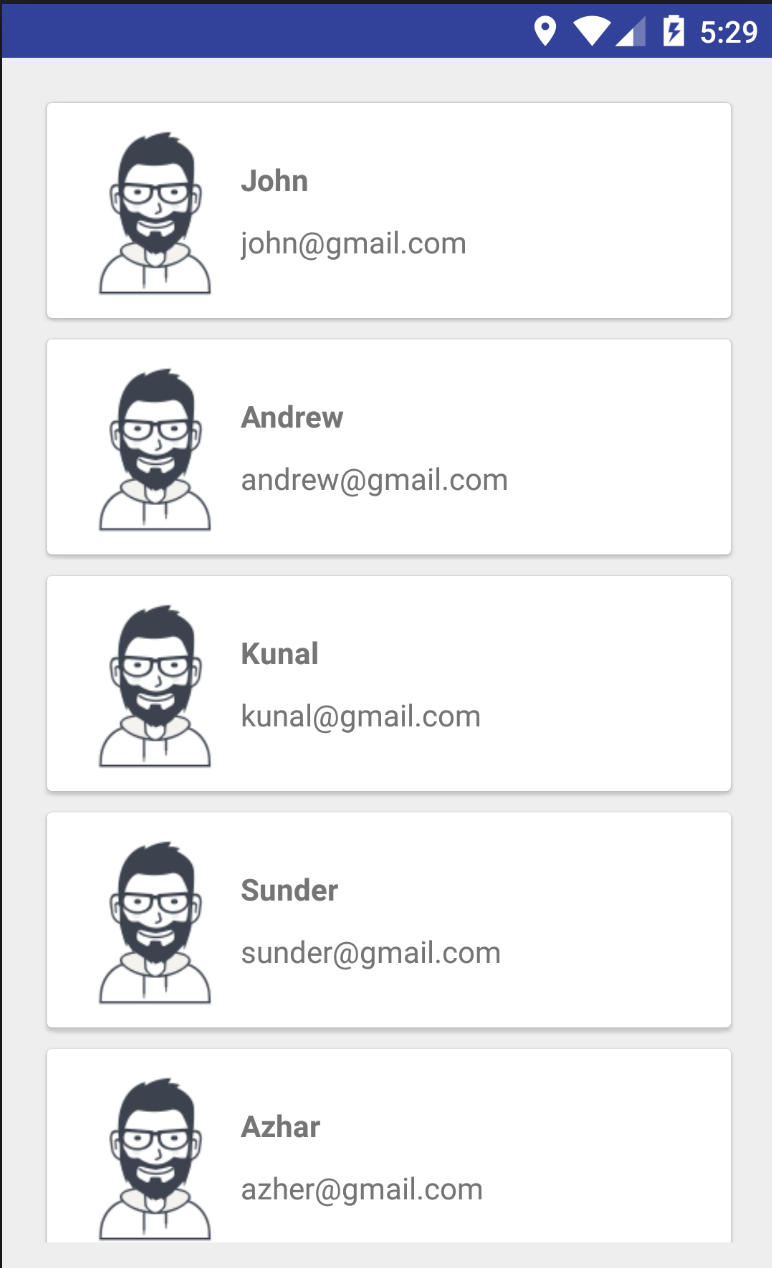 5:29
John
john@gmail.com
Andrew
andrew@gmail.com
Kunal
kunal@gmail.com
Sunder
sunder@gmail.com
Azhar
azher@gmail.com